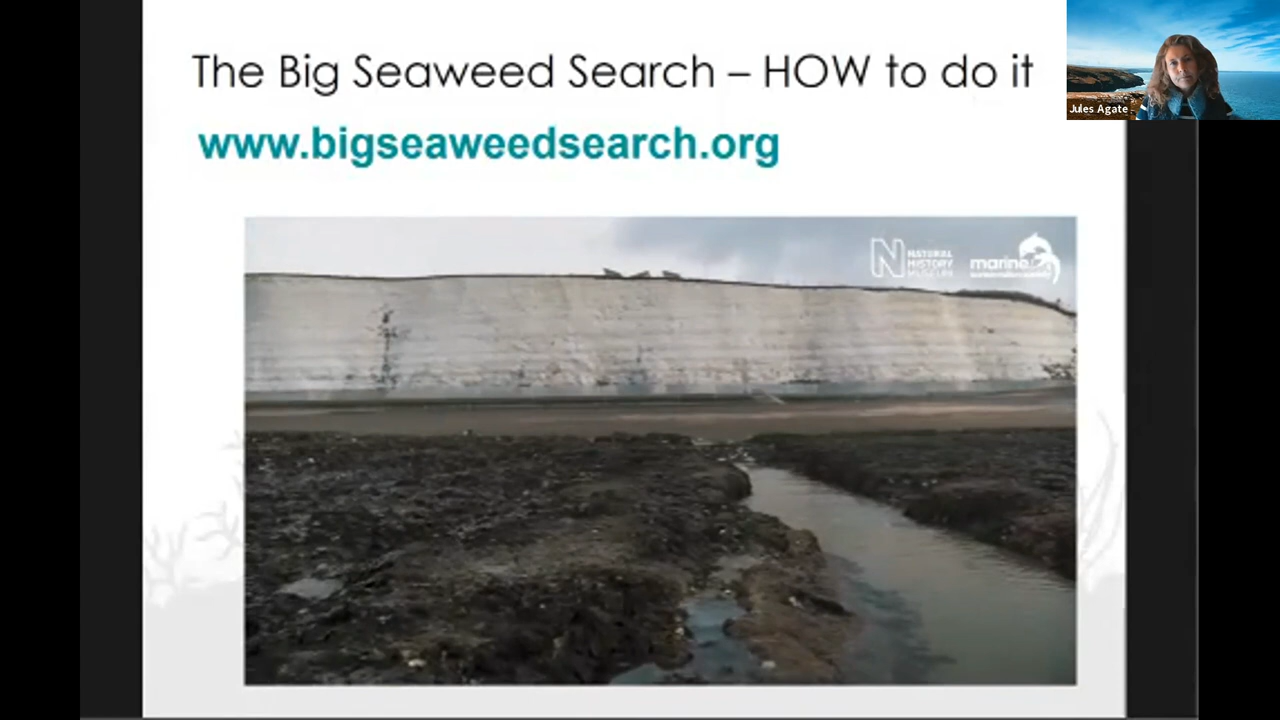 The Big Seaweed Search – HOW to do it
www.bigseaweedsearch.org
Jules Agate
N NATURAL
HISTORY
MUSEUM
marine